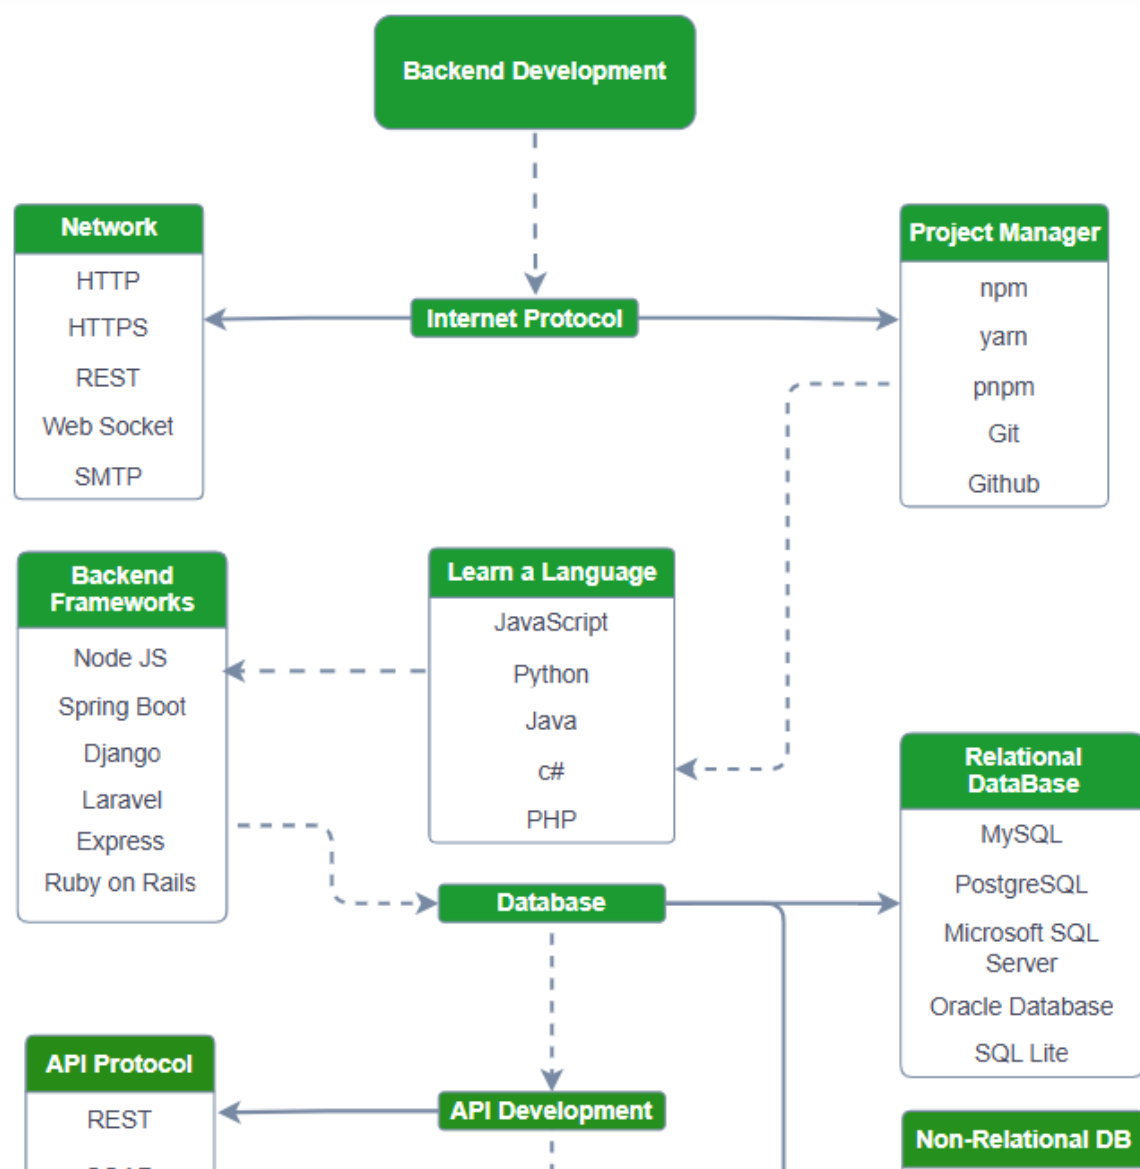 Backend Development
Network
HTTP
HTTPS
REST
Web Socket
SMTP
Internet Protocol
Project Manager
npm
yarn
pnpm
Git
Github
Learn a Language
JavaScript
Python
Java
c#
PHP
Backend
Frameworks
Node JS
Spring Boot
Django
Laravel
Express
Ruby on Rails
Database
Relational
DataBase
MySQL
PostgreSQL
Microsoft SQL
Server
Oracle Database
SQL Lite
API Development
API Protocol
REST
Non-Relational DB